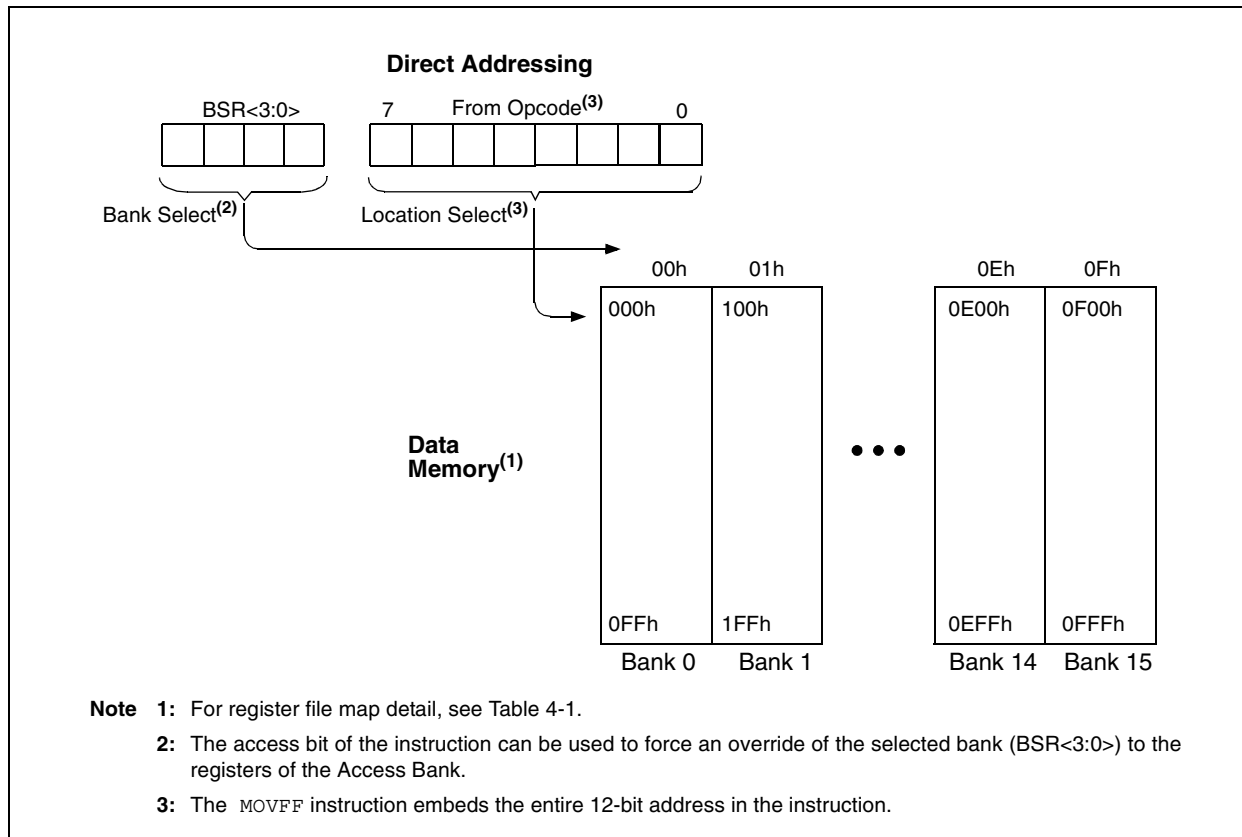 Direct Addressing
BSR<3:0>
7 From Opcode(3) 0
Bank Select(2)
Location Select(3)
00h 01h 0Eh 0Fh
000h 100h 0E00h 0F00h
Data
Memory(1)
0FFh 1FFh 0EFFh 0FFFh
Bank 0 Bank 1 Bank 14 Bank 15
Note 1: For register file map detail, see Table 4-1.
2: The access bit of the instruction can be used to force an override of the selected bank (BSR<3:0>) to the
registers of the Access Bank.
3: The MOVFF instruction embeds the entire 12-bit address in the instruction.